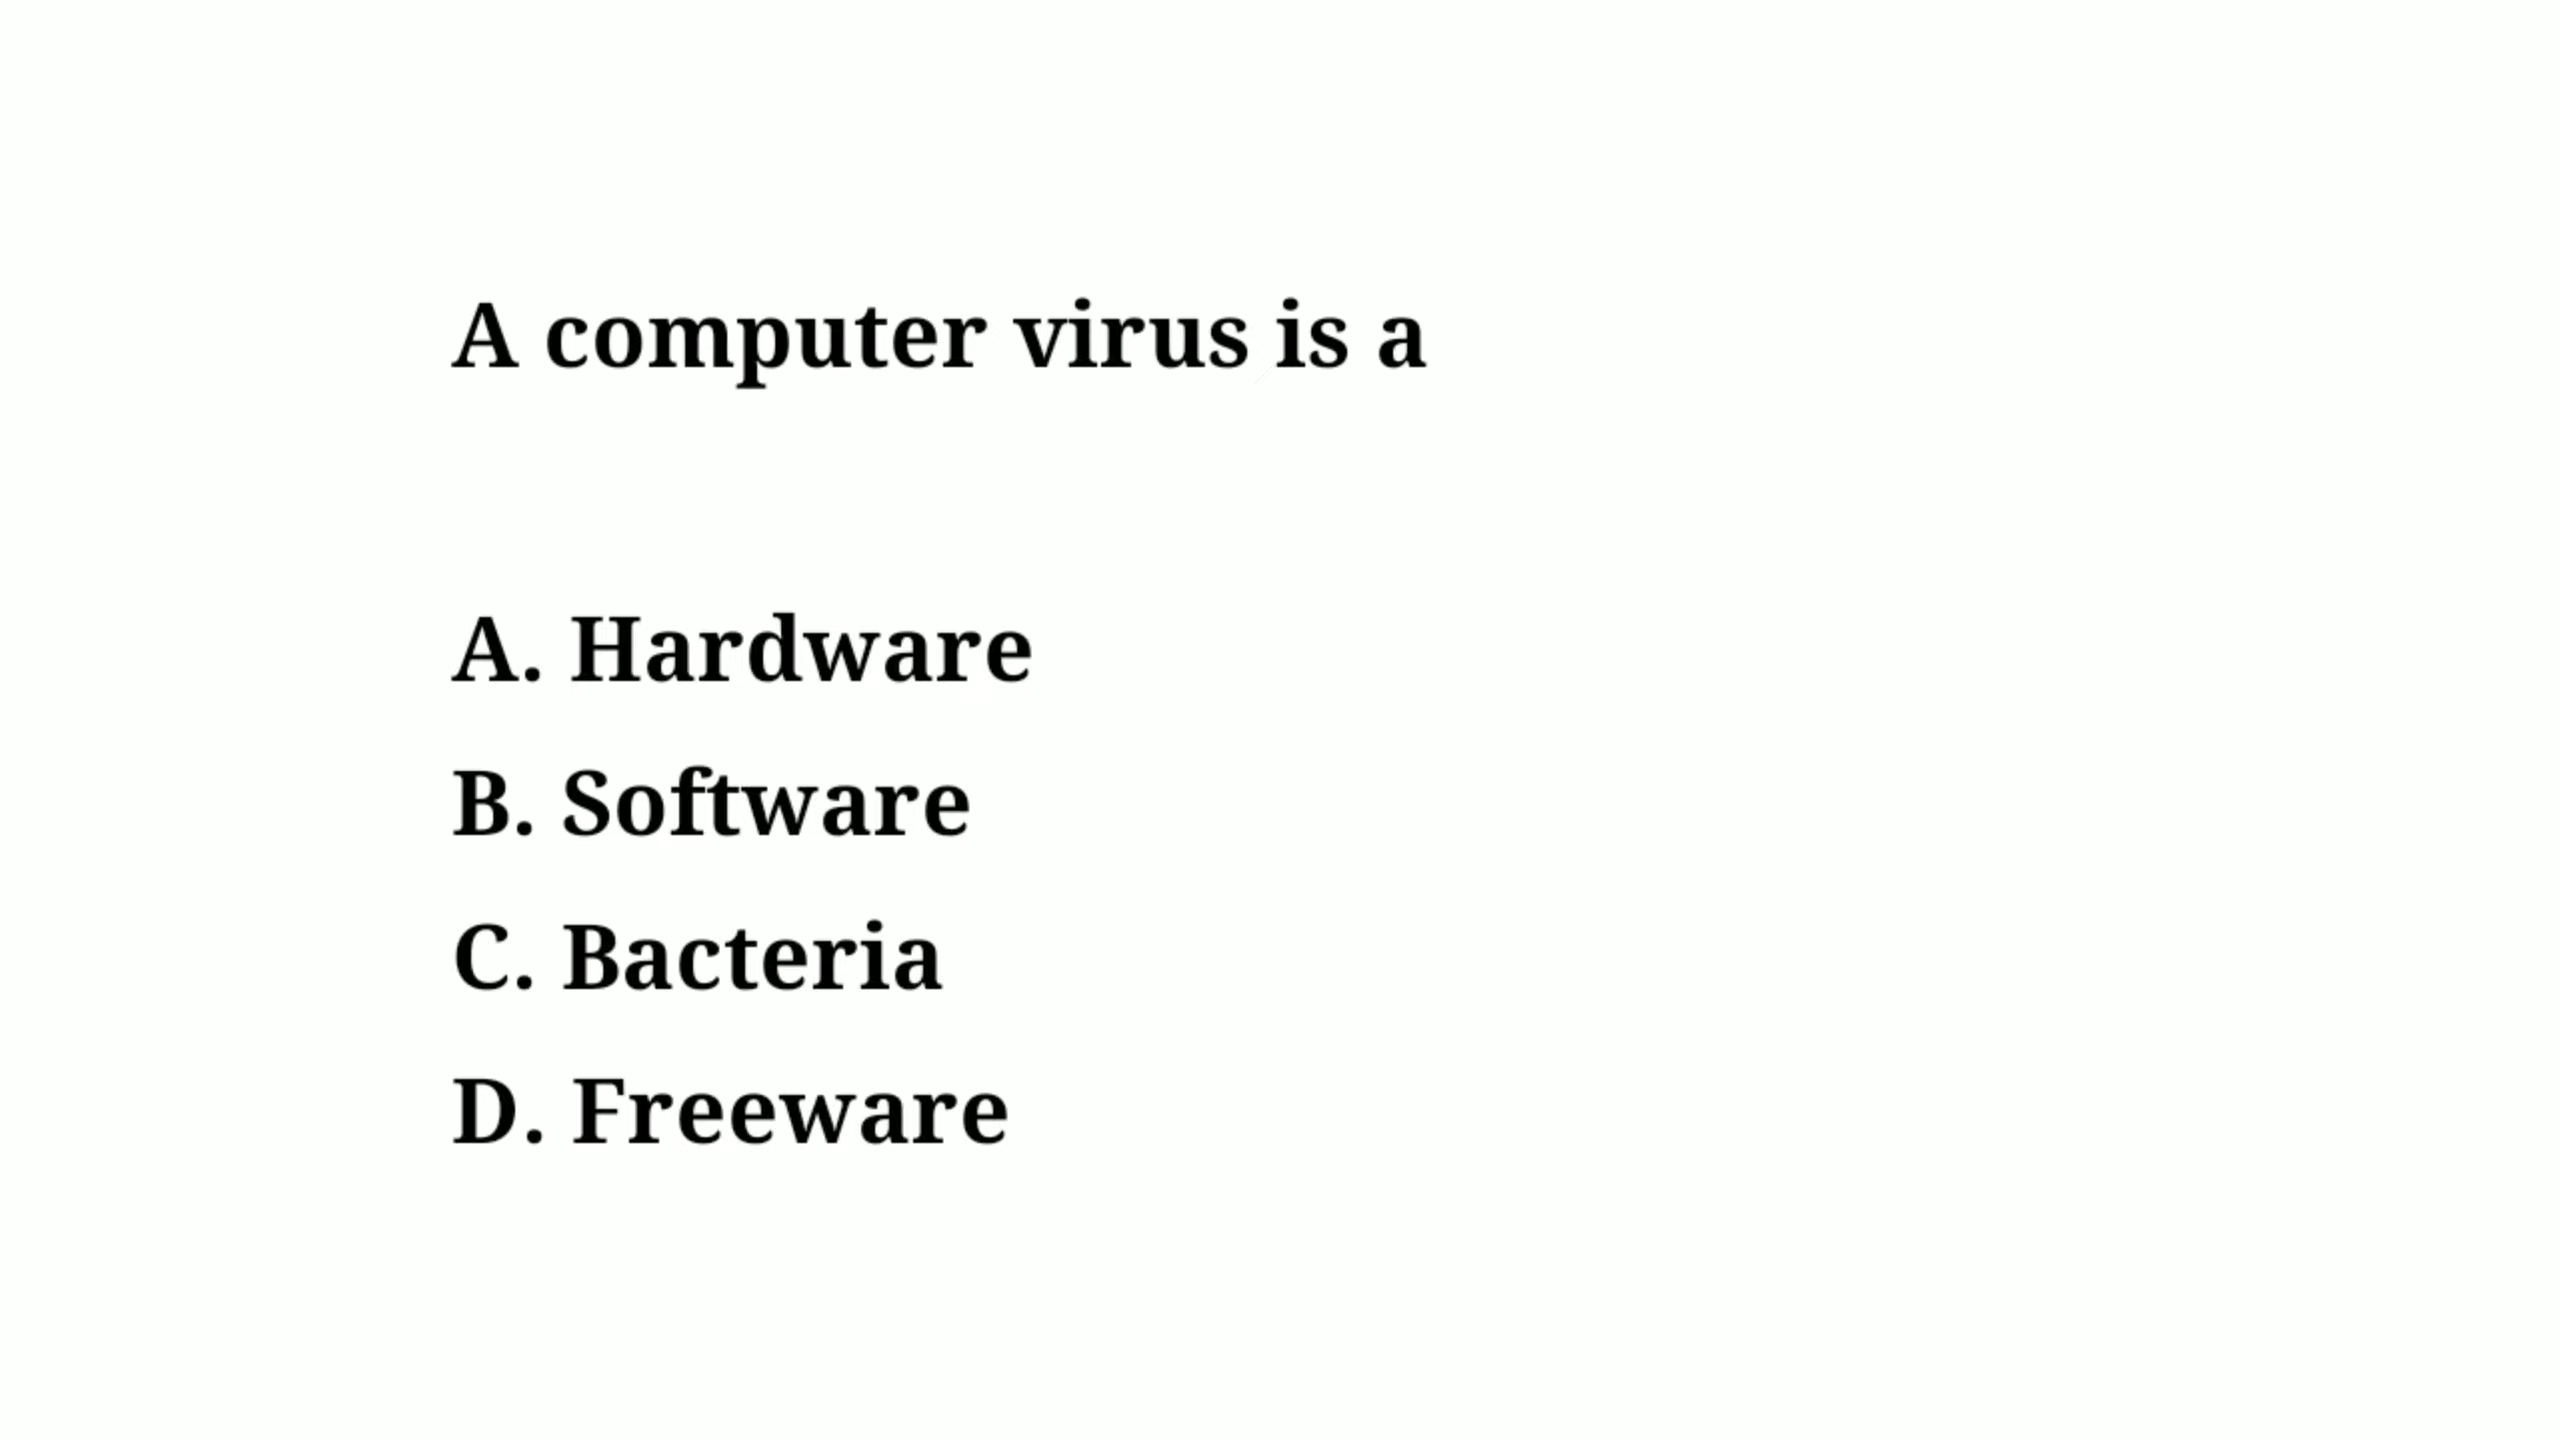 A computer virus is a
A. Hardware
B. Software
C. Bacteria
D. Freeware